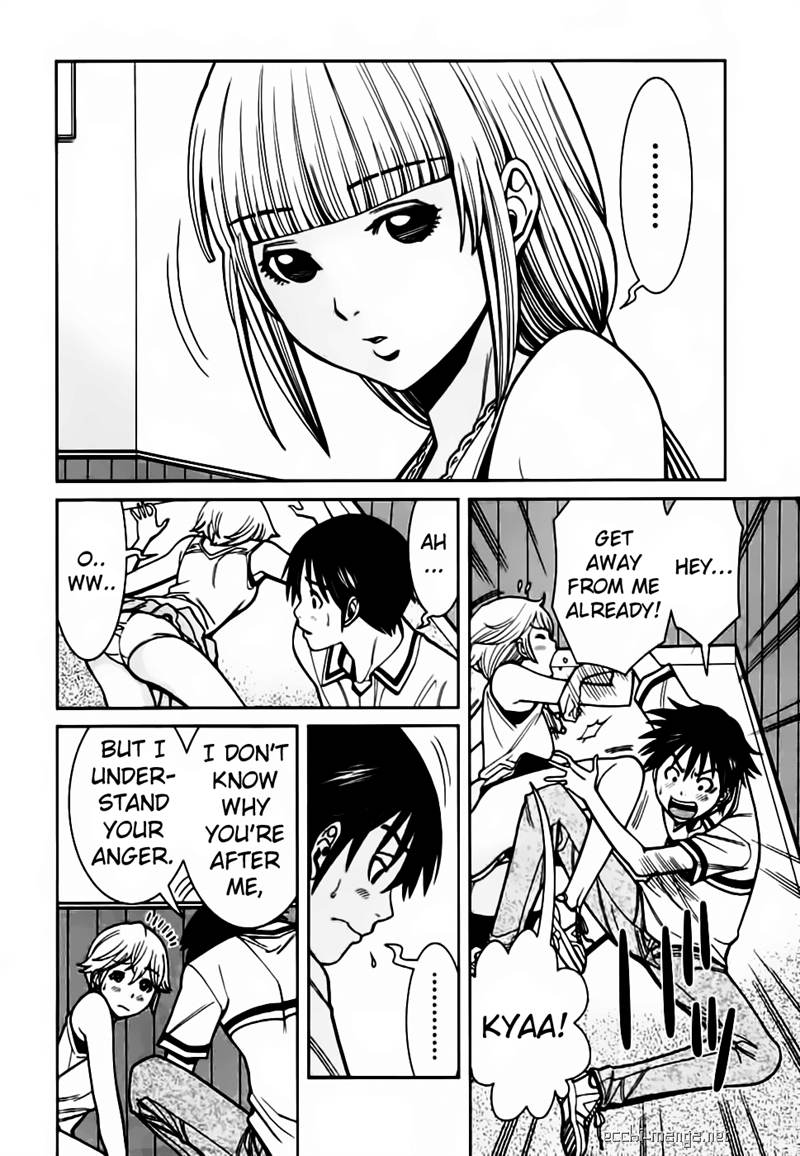 .........
HEY...
GET
AWAY
FROM ME
ALREADY!
KYAA!
AH
...
O..
WW..
.........
I DON'T
KNOW
WHY
YOU'RE
AFTER
ME,
BUT I
UNDER-
STAND
YOUR
ANGER.
ecchi-manga.net